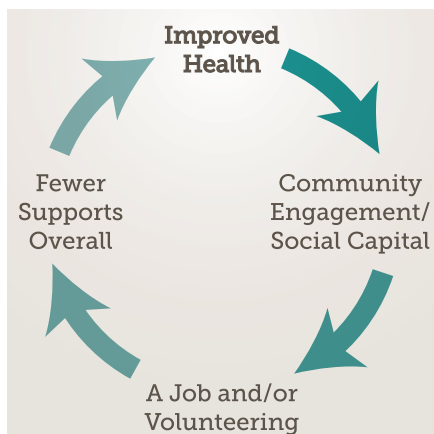 Improved
Health
Community
Engagement/
Social Capital
A Job and/or
Volunteering
Fewer
Supports
Overall